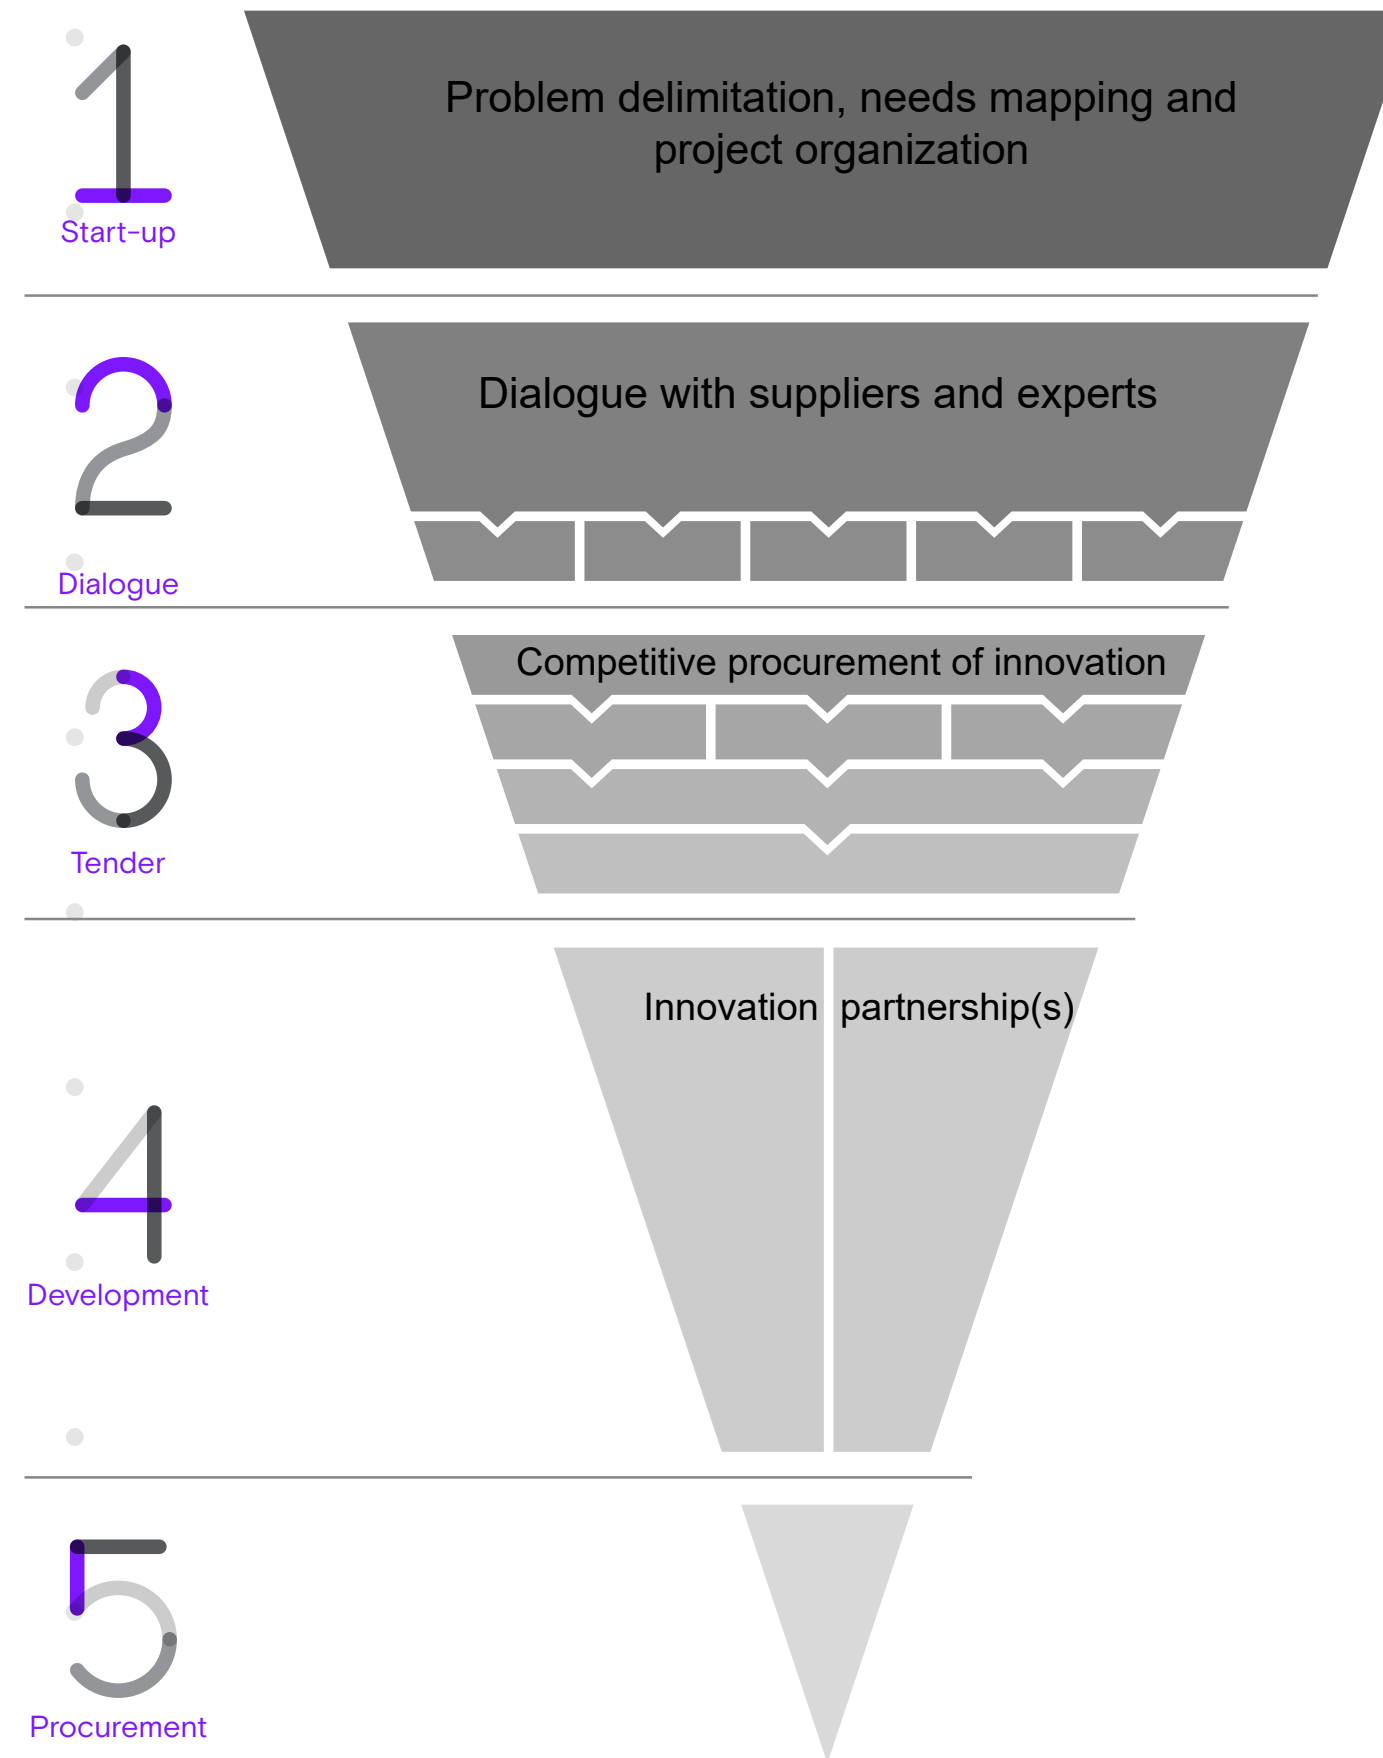 1
Problem delimitation, needs mapping and
project organization
Start-up
2
Dialogue with suppliers and experts
Dialogue
3
Competitive procurement of innovation
Tender
4
Innovation partnership(s)
Development
5
Procurement